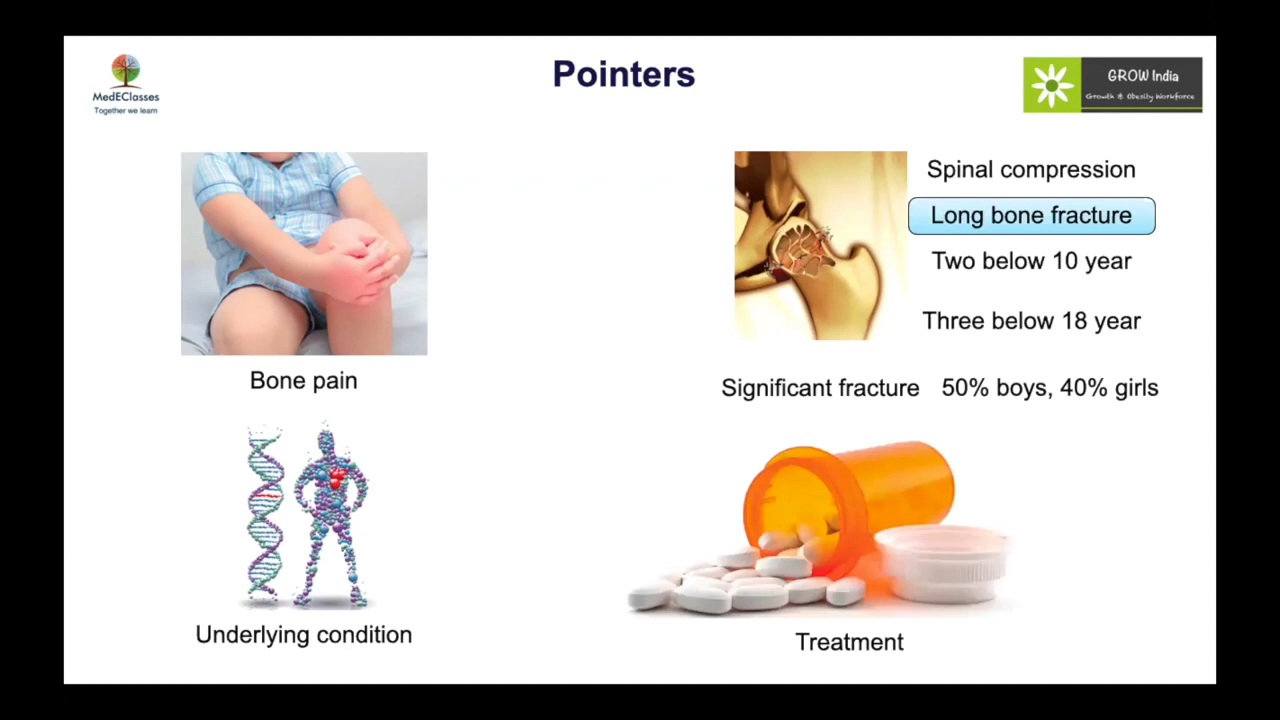 MedEClasses
Together we learn
Pointers
GROW India
Growth & Obesity Workforce
Spinal compression
Long bone fracture
Two below 10 year
Three below 18 year
Bone pain
Significant fracture 50% boys, 40% girls
Underlying condition
Treatment